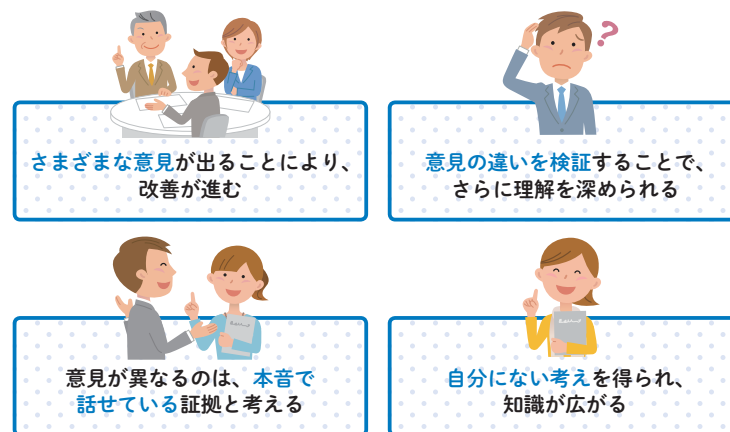 さまざまな意見が出ることにより、
改善が進む
意見の違いを検証することで、
さらに理解を深められる
意見が異なるのは、本音で
話せている証拠と考える
自分にない考えを得られ、
知識が広がる